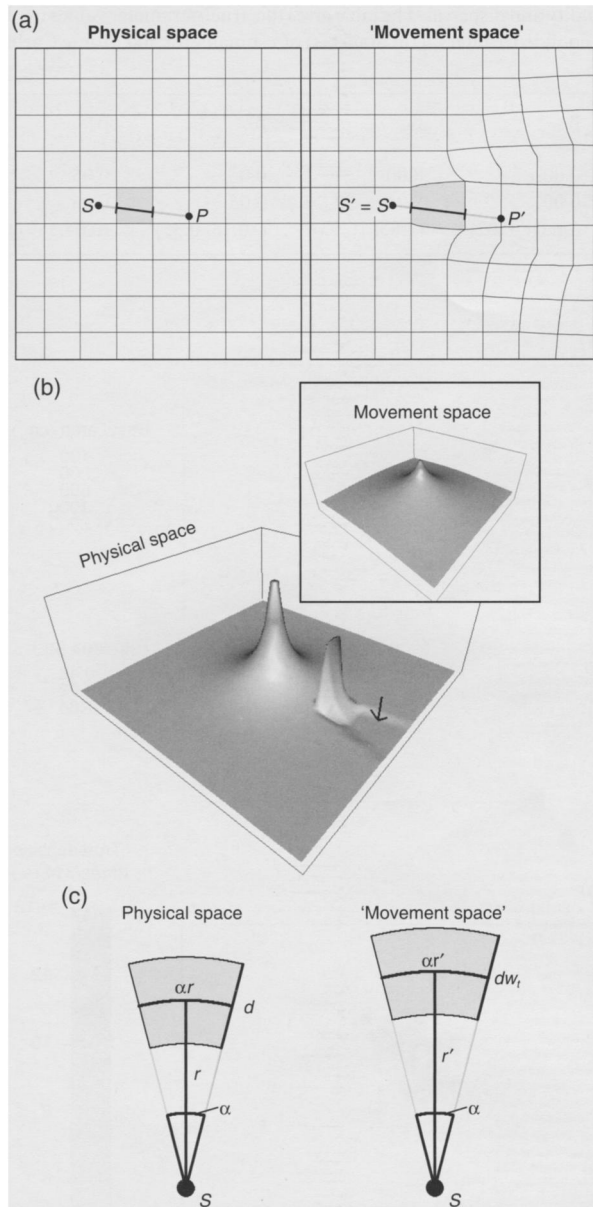 (a)
Physical space
'Movement space'
S
P
S' = S
P'
(b)
Movement space
Physical space
(c)
Physical space
'Movement space'
αr
d
r
α
S
αr'
dwₜ
r'
α
S